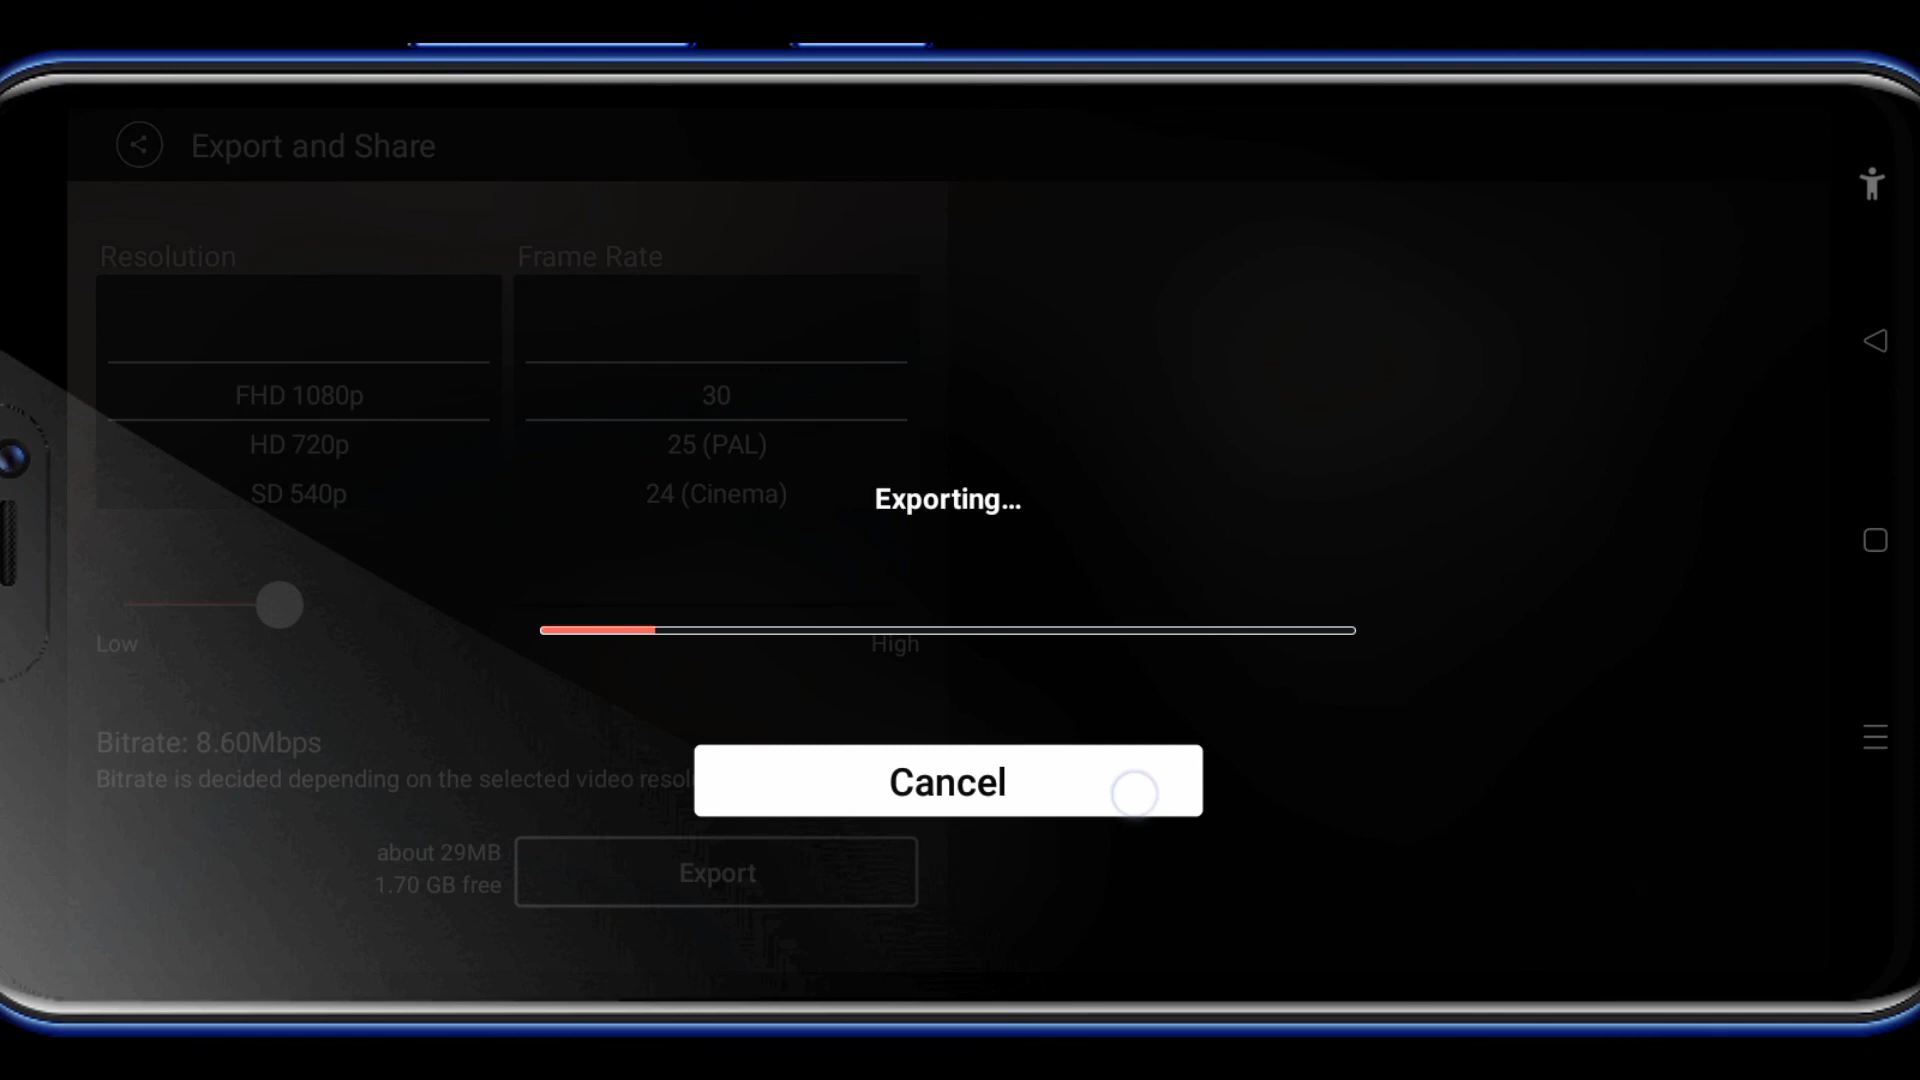 Export and Share
Resolution
Frame Rate
FHD 1080p
30
HD 720p
25 (PAL)
SD 540p
24 (Cinema)
Exporting...
Low
High
Bitrate: 8.60Mbps
Bitrate is decided depending on the selected video
Cancel
about 29MB
1.70 GB free
Export